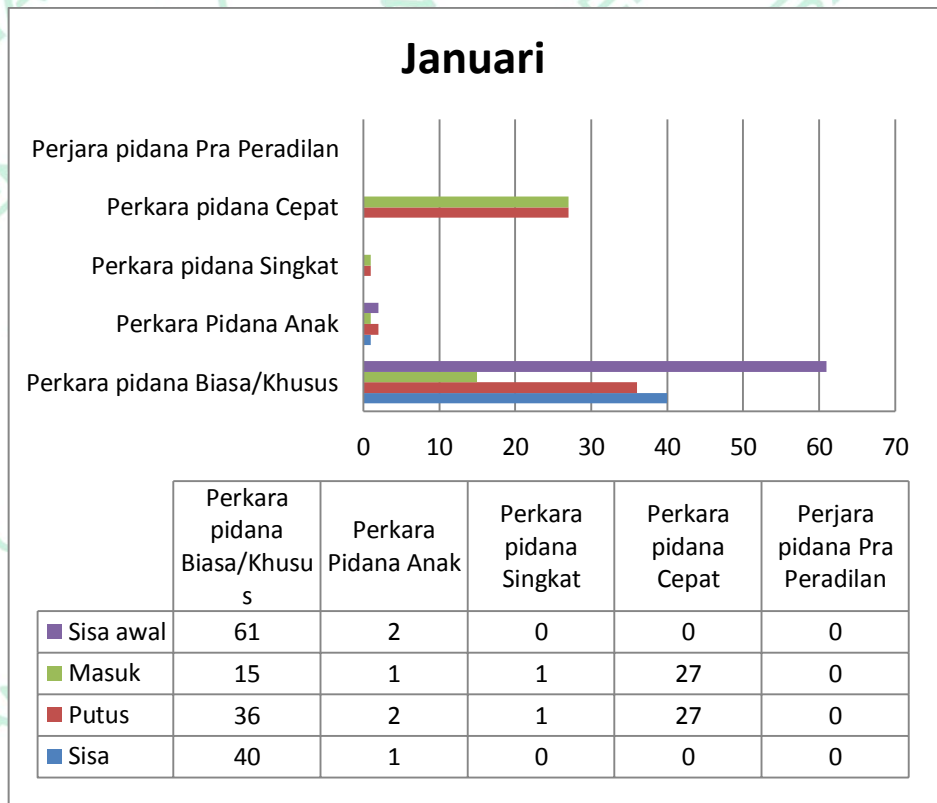 Januari
Perjara pidana Pra Peradilan
Perkara pidana Cepat
Perkara pidana Singkat
Perkara Pidana Anak
Perkara pidana Biasa/Khusus
0 10 20 30 40 50 60 70
Perkara
pidana
Biasa/Khusu
s
Perkara
Pidana Anak
Perkara
pidana
Singkat
Perkara
pidana
Cepat
Perjara
pidana Pra
Peradilan
Sisa awal 61 2 0 0 0
Masuk 15 1 1 27 0
Putus 36 2 1 27 0
Sisa 40 1 0 0 0